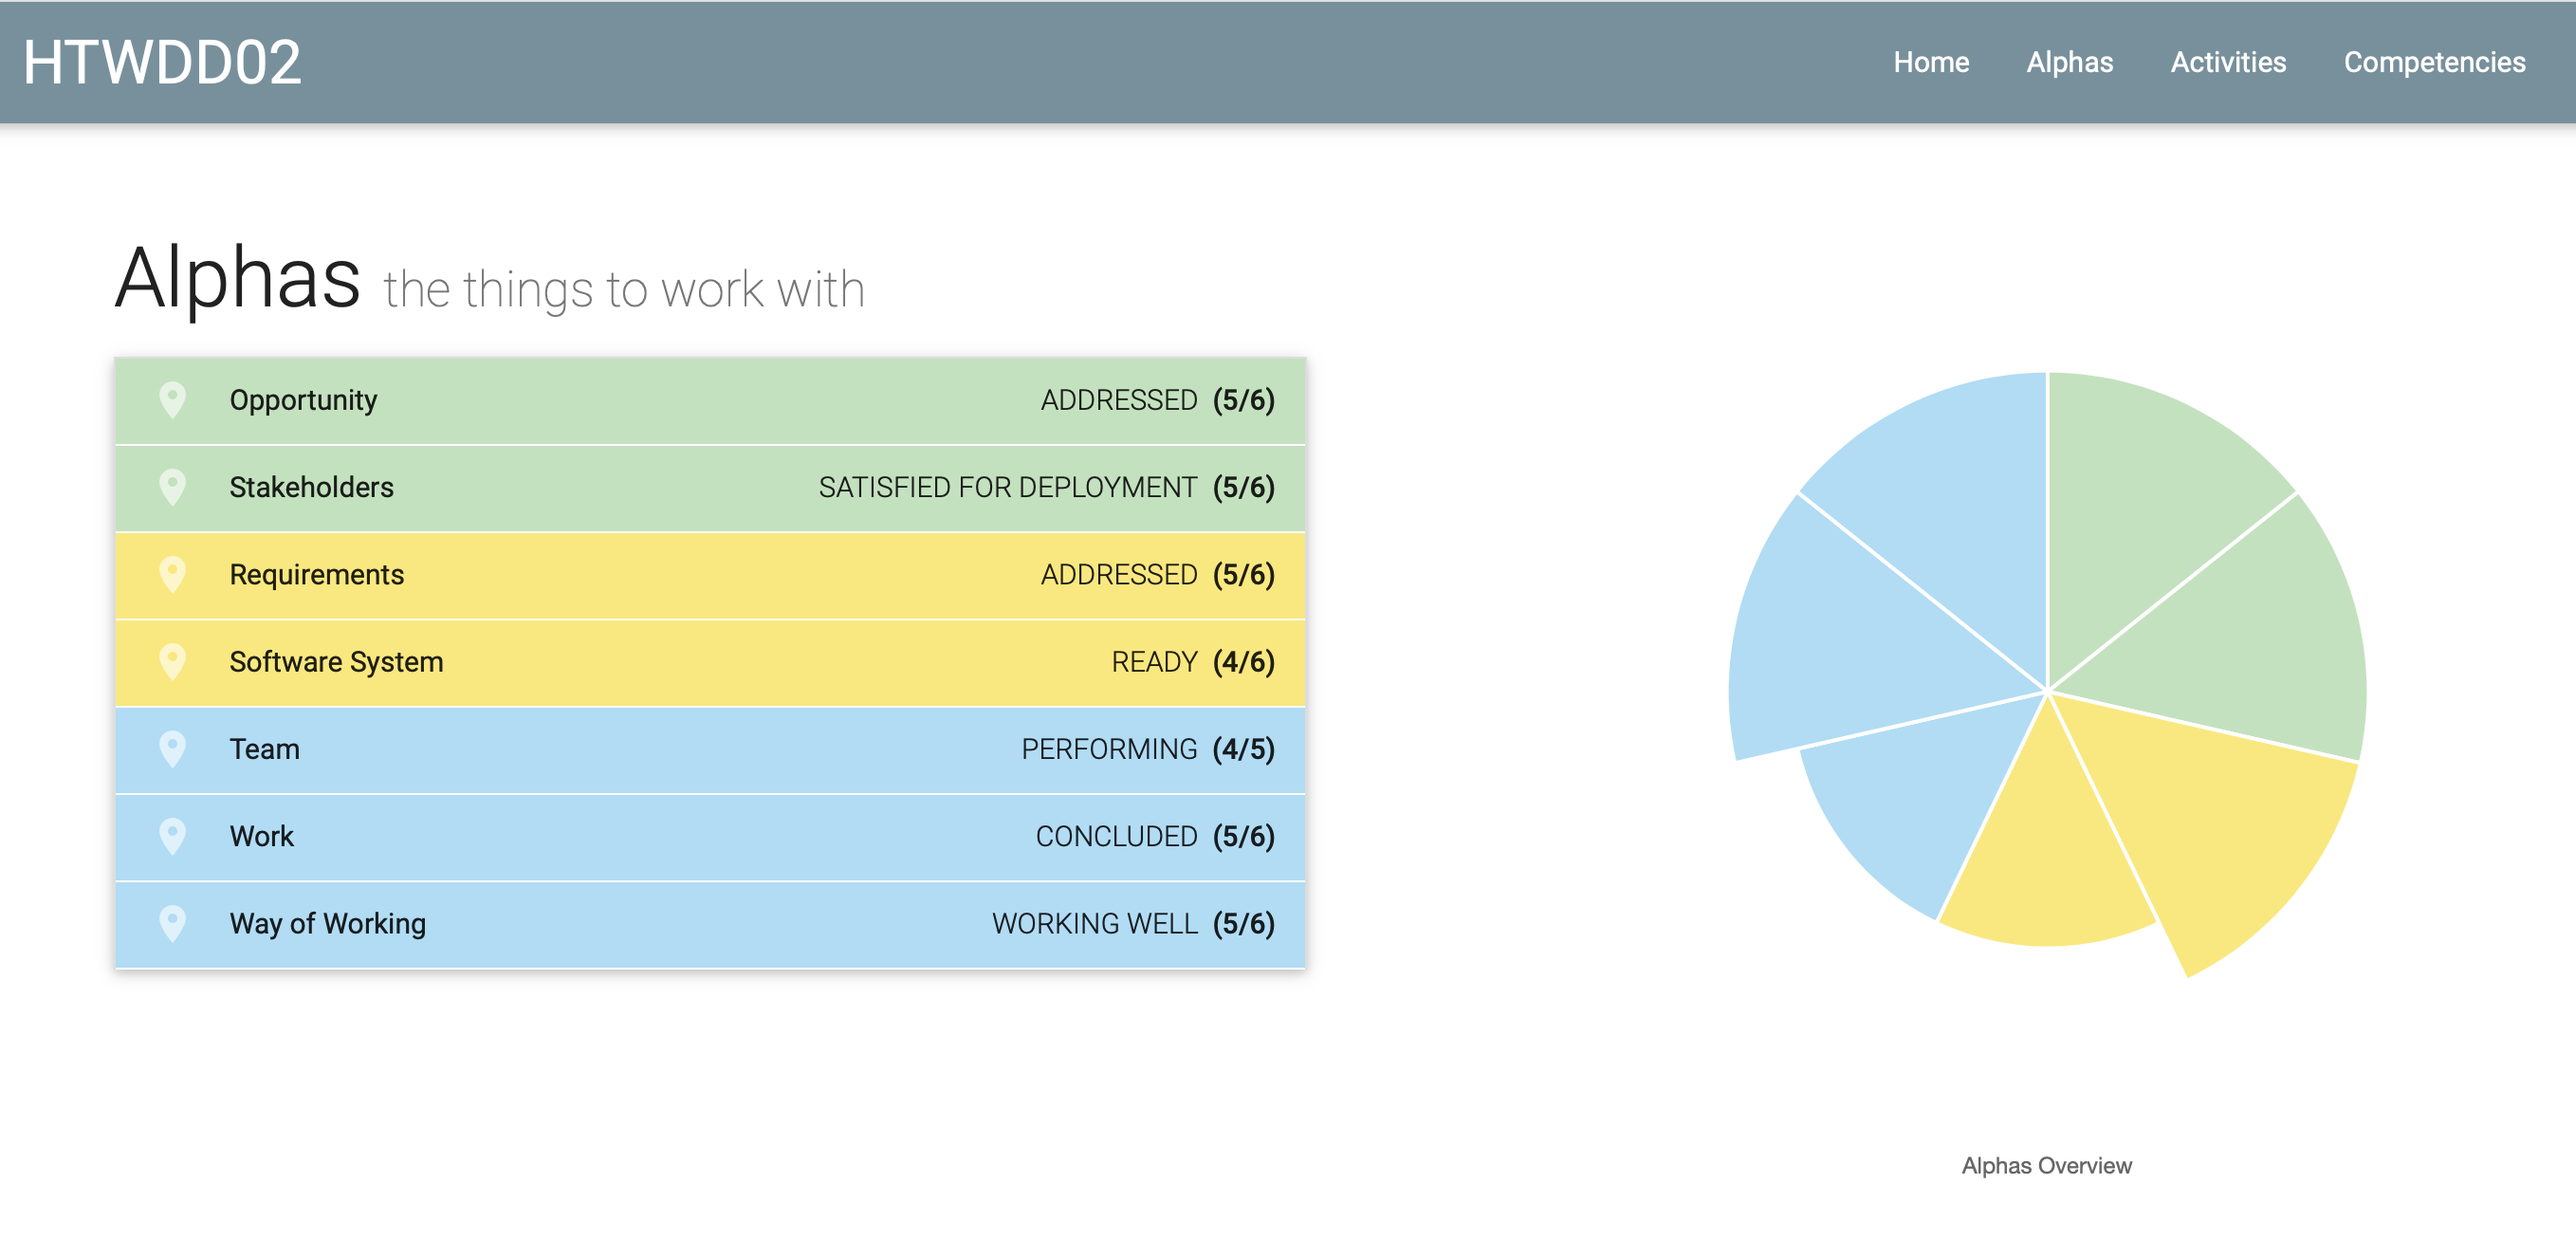 HTWDD02
Home Alphas Activities Competencies
Alphas the things to work with
Opportunity ADDRESSED (5/6)
Stakeholders SATISFIED FOR DEPLOYMENT (5/6)
Requirements ADDRESSED (5/6)
Software System READY (4/6)
Team PERFORMING (4/5)
Work CONCLUDED (5/6)
Way of Working WORKING WELL (5/6)
Alphas Overview